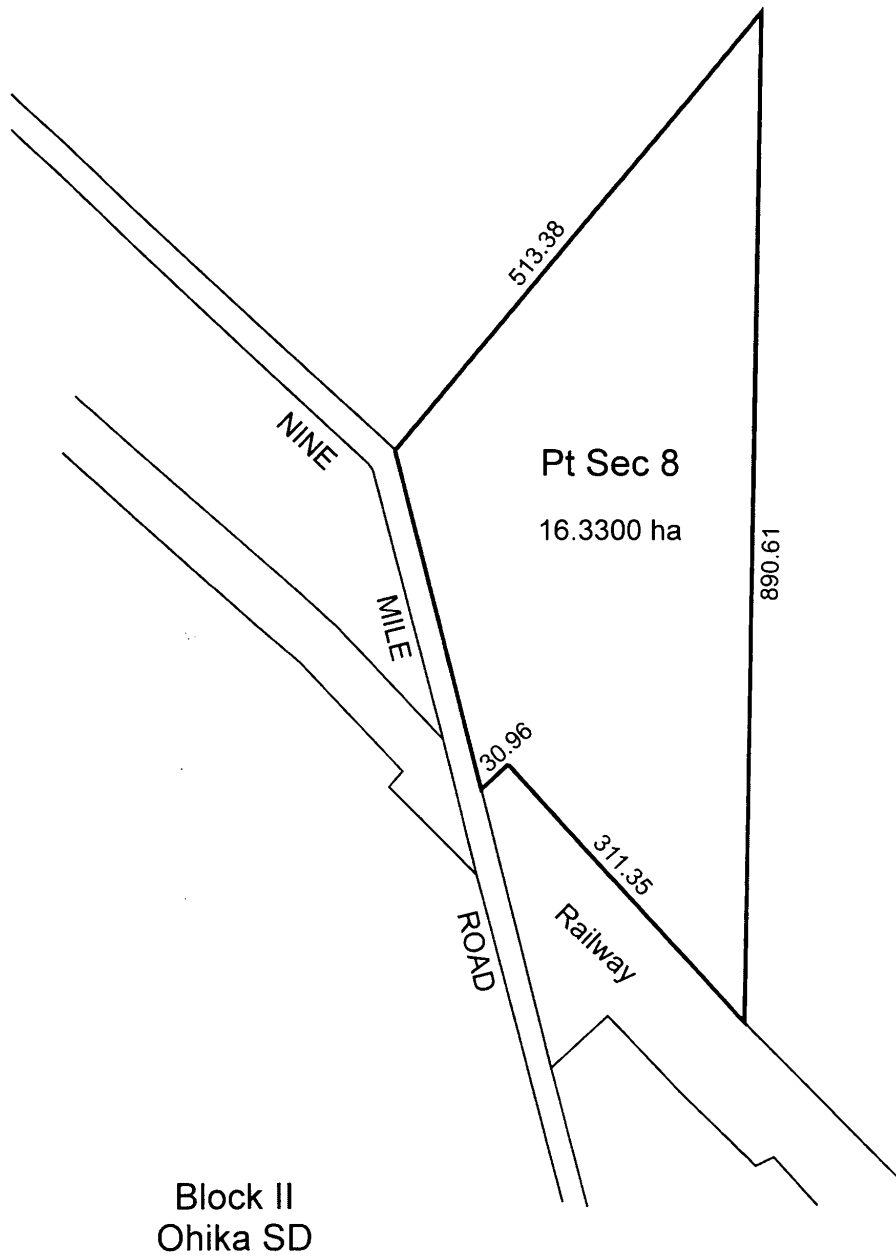 513.38
NINE
Pt Sec 8
16.3300 ha
890.61
MILE
30.96
311.35
Railway
ROAD
Block II
Ohika SD